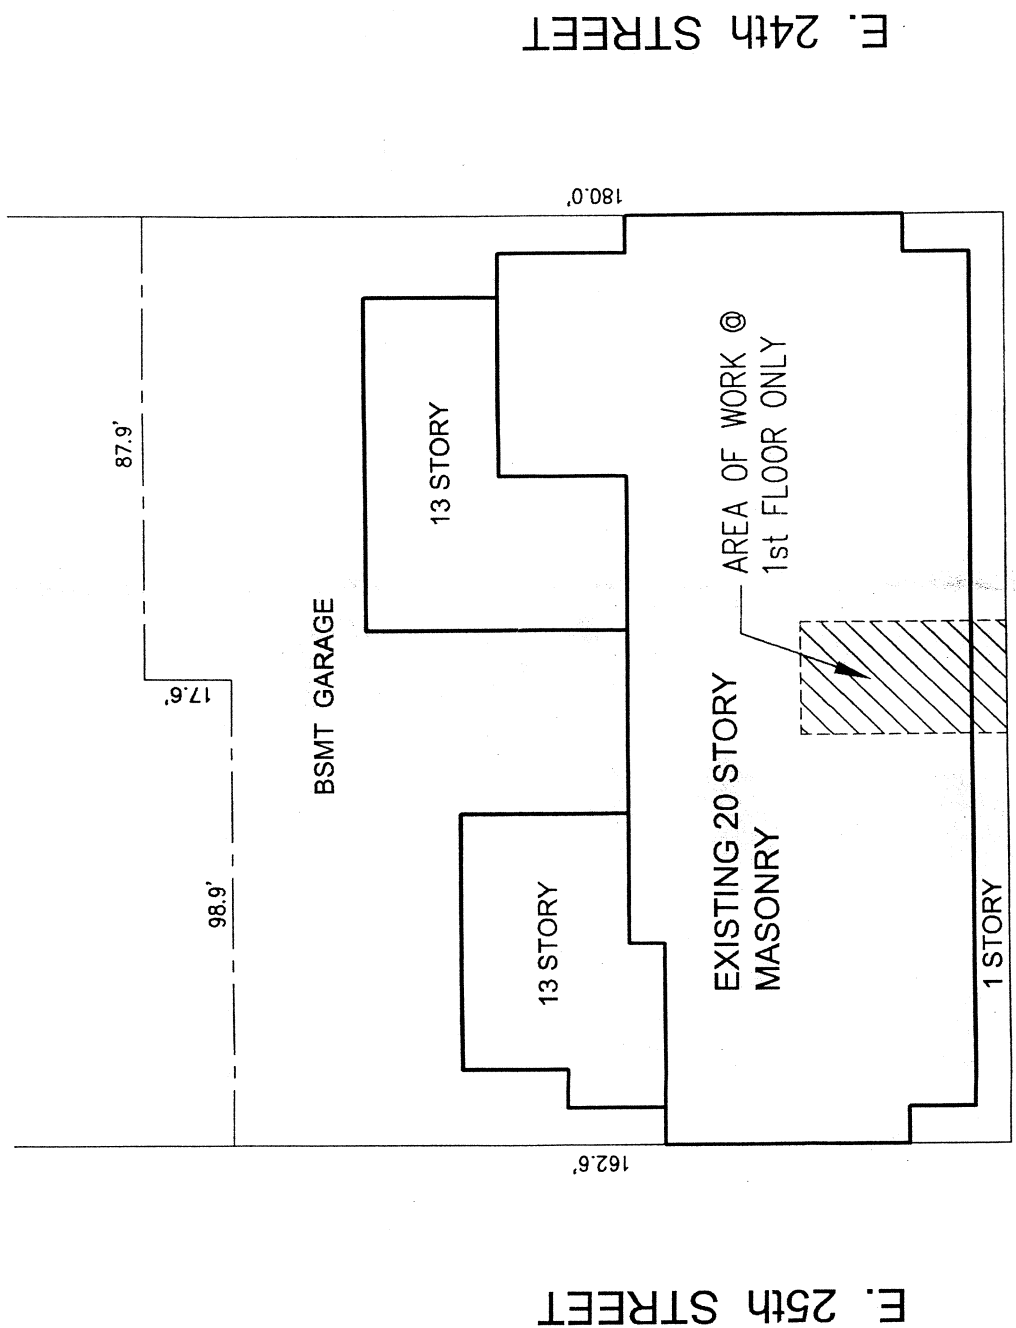 E. 24th STREET
180.0'
87.9'
13 STORY
AREA OF WORK @
1st FLOOR ONLY
BSMT GARAGE
17.6'
EXISTING 20 STORY
MASONRY
98.9'
13 STORY
1 STORY
162.6'
E. 25th STREET